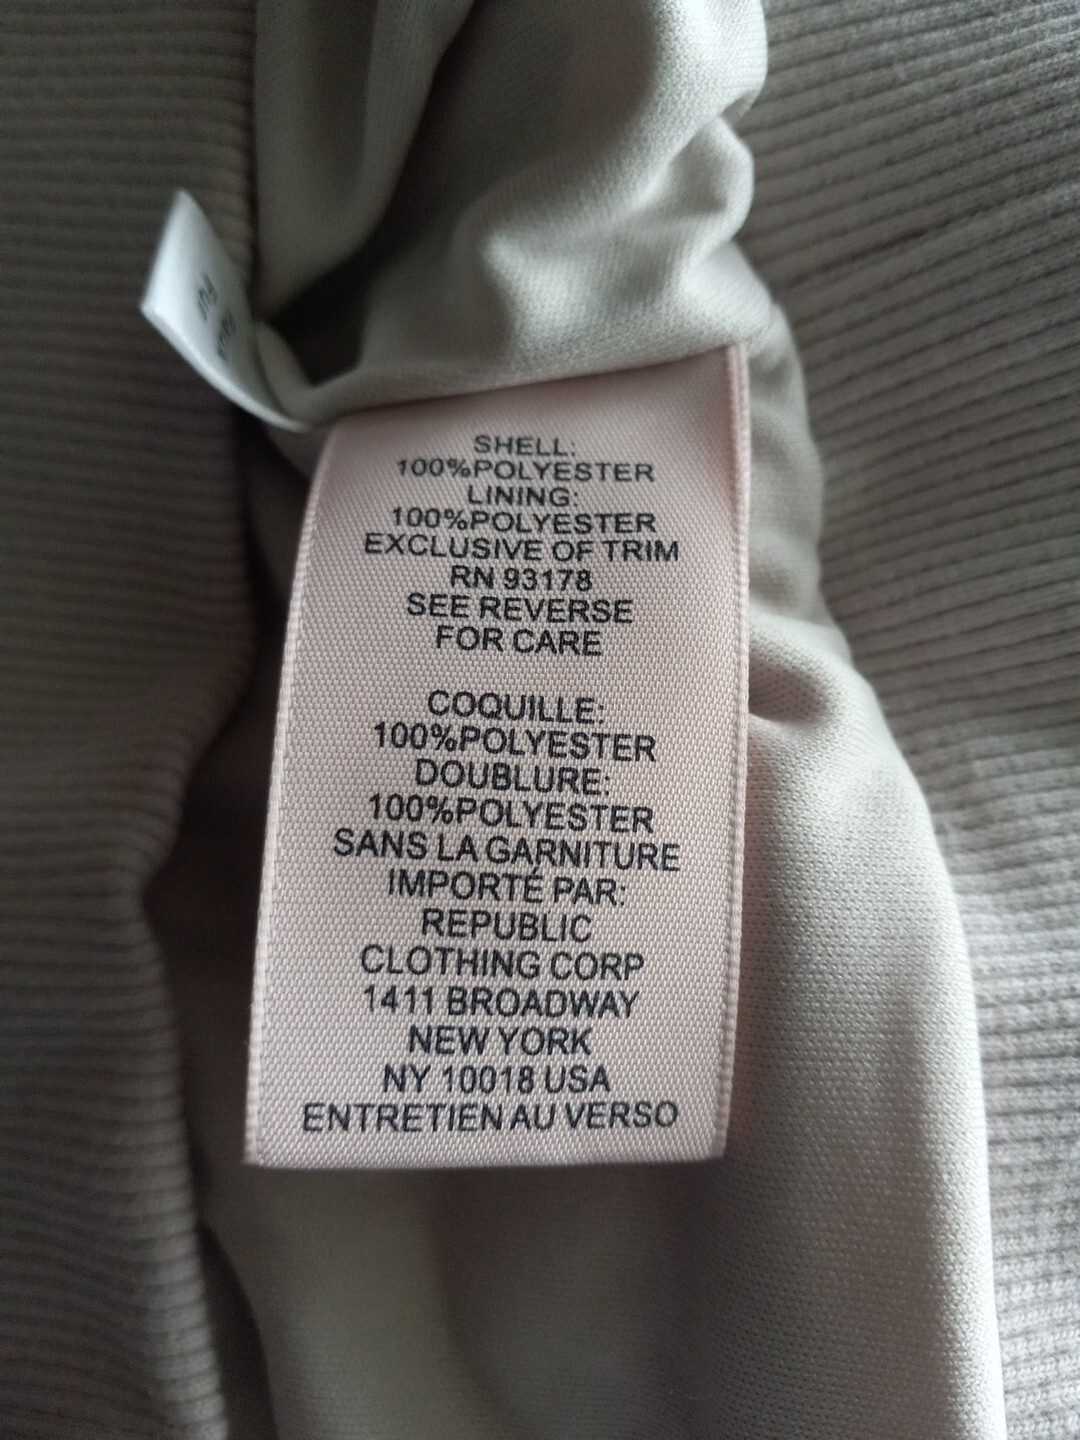 SHELL:
100%POLYESTER
LINING:
100%POLYESTER
EXCLUSIVE OF TRIM
RN 93178
SEE REVERSE
FOR CARE
COQUILLE:
100%POLYESTER
DOUBLURE:
100%POLYESTER
SANS LA GARNITURE
IMPORTÉ PAR:
REPUBLIC
CLOTHING CORP
1411 BROADWAY
NEW YORK
NY 10018 USA
ENTRETIEN AU VERSO